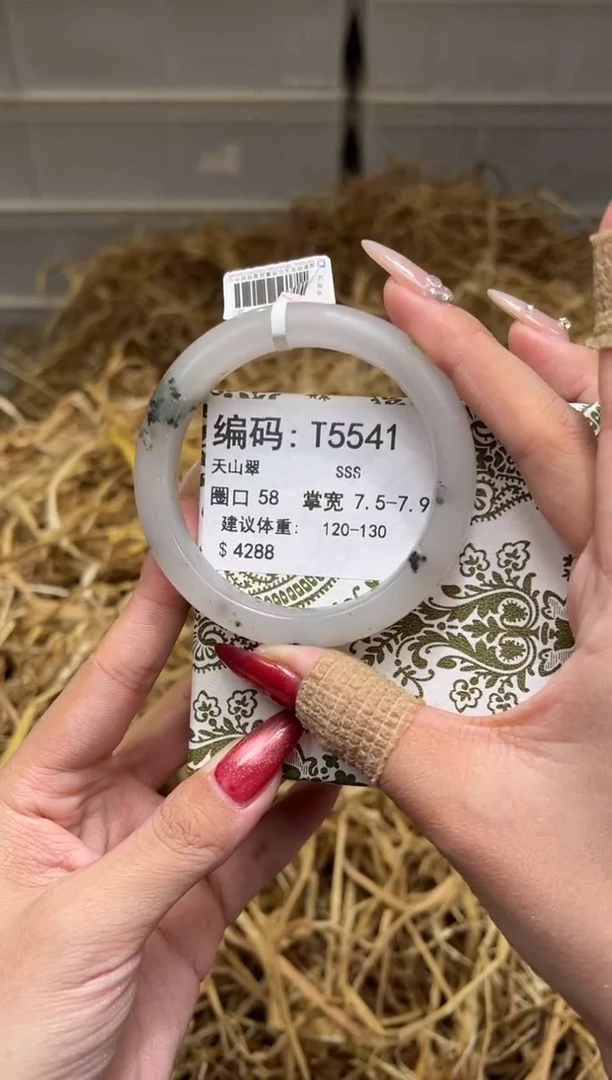 编码: T5541
天山翠 SSS
圈口 58 掌宽 7.5-7.9
建议体重: 120-130
$ 4288